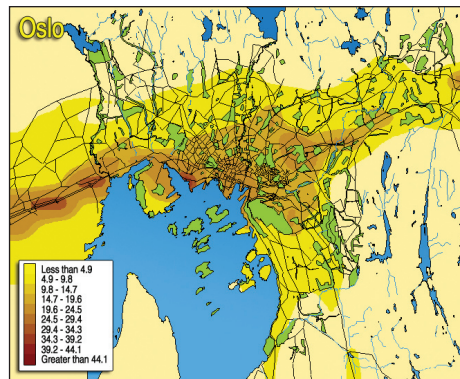 Oslo
Less than 4.9
4.9 - 9.8
9.8 - 14.7
14.7 - 19.6
19.6 - 24.5
24.5 - 29.4
29.4 - 34.3
34.3 - 39.2
39.2 - 44.1
Greater than 44.1